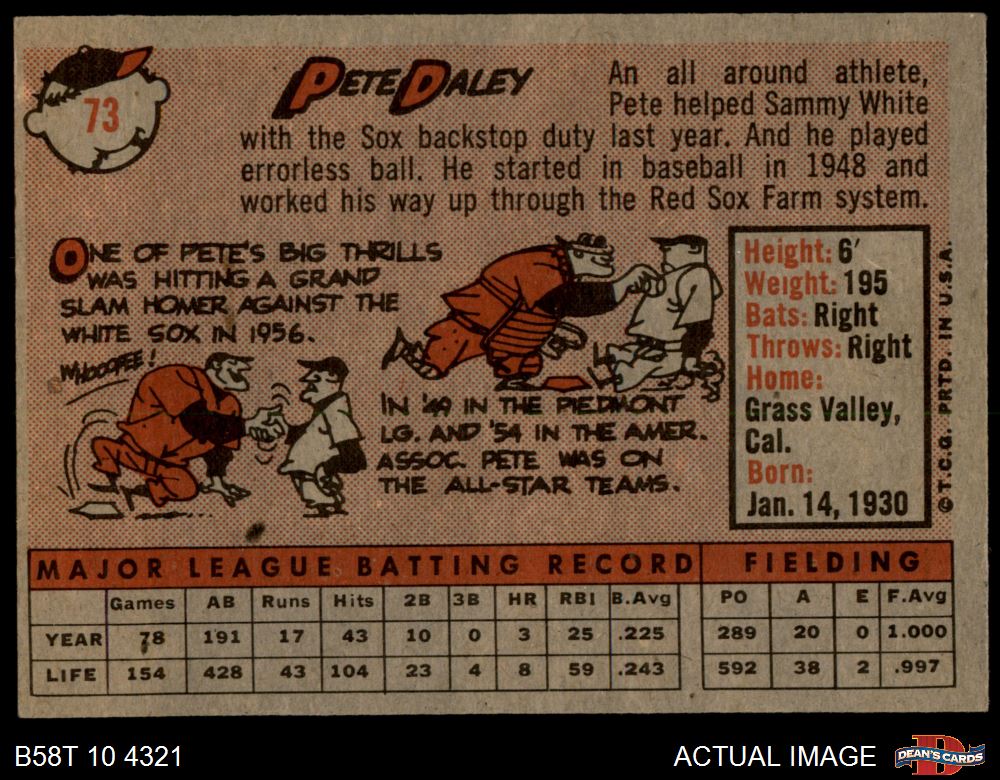 73
PETE DALEY
An all around athlete,
Pete helped Sammy White
with the Sox backstop duty last year. And he played
errorless ball. He started in baseball in 1948 and
worked his way up through the Red Sox Farm system.
ONE OF PETE'S BIG THRILLS
WAS HITTING A GRAND
SLAM HOMER AGAINST THE
WHITE SOX IN 1956.
WHOOOPEE!
IN '49 IN THE PIEDMONT
LG. AND '54 IN THE AMER.
ASSOC. PETE WAS ON
THE ALL-STAR TEAMS.
Height: 6'
Weight: 195
Bats: Right
Throws: Right
Home:
Grass Valley,
Cal.
Born:
Jan. 14, 1930
© T.C.G. PRTD. IN U.S.A.
MAJOR LEAGUE BATTING RECORD FIELDING
Games AB Runs Hits 2B 3B HR RBI B.Avg PO A E F.Avg
YEAR 78 191 17 43 10 0 3 25 .225 289 20 0 1.000
LIFE 154 428 43 104 23 4 8 59 .243 592 38 2 .997
B58T 10 4321
ACTUAL IMAGE
D
DEAN'S CARDS